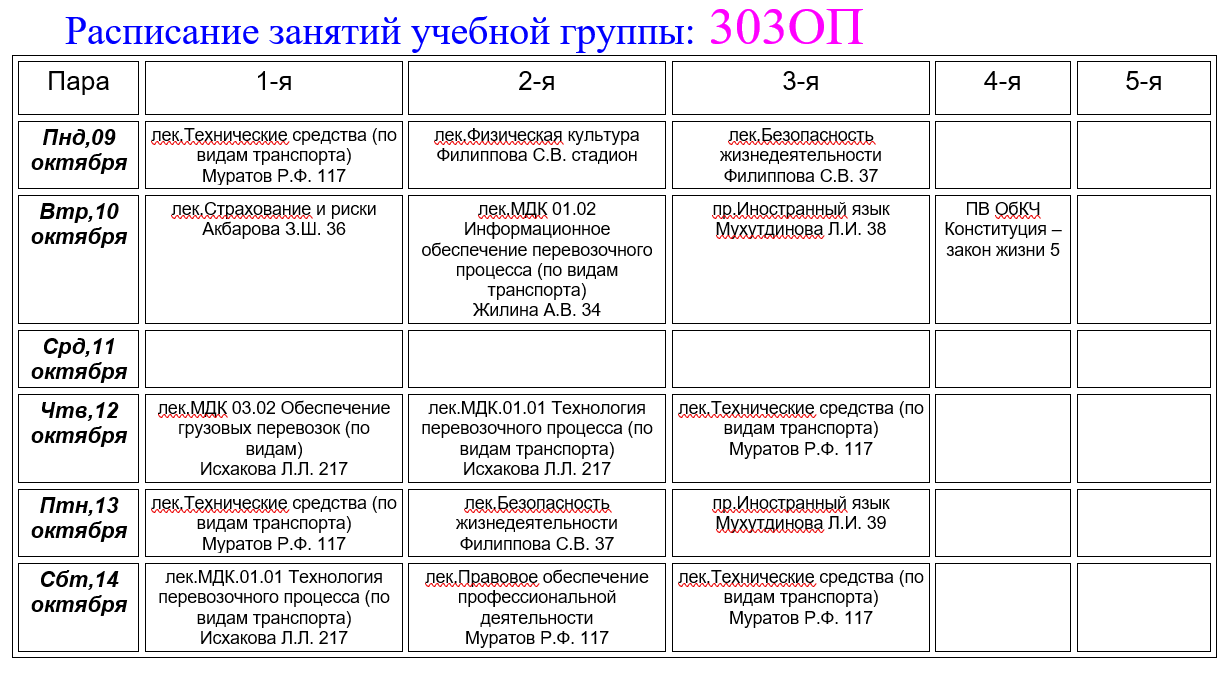 Расписание занятий учебной группы: 303ОП
Пара
1-я
2-я
3-я
4-я
5-я
Пнд,09
октября
лек.Технические средства (по
видам транспорта)
Муратов Р.Ф. 117
лек.Физическая культура
Филиппова С.В. стадион
лек.Безопасность
жизнедеятельности
Филиппова С.В. 37
Втр,10
октября
лек.Страхование и риски
Акбарова З.Ш. 36
лек.МДК 01.02
Информационное
обеспечение перевозочного
процесса (по видам
транспорта)
Жилина А.В. 34
пр.Иностранный язык
Мухутдинова Л.И. 38
ПВ ОбКЧ
Конституция –
закон жизни 5
Срд,11
октября
Чтв,12
октября
лек.МДК 03.02 Обеспечение
грузовых перевозок (по
видам)
Исхакова Л.Л. 217
лек.МДК.01.01 Технология
перевозочного процесса (по
видам транспорта)
Исхакова Л.Л. 217
лек.Технические средства (по
видам транспорта)
Муратов Р.Ф. 117
Птн,13
октября
лек.Технические средства (по
видам транспорта)
Муратов Р.Ф. 117
лек.Безопасность
жизнедеятельности
Филиппова С.В. 37
пр.Иностранный язык
Мухутдинова Л.И. 39
Сбт,14
октября
лек.МДК.01.01 Технология
перевозочного процесса (по
видам транспорта)
Исхакова Л.Л. 217
лек.Правовое обеспечение
профессиональной
деятельности
Муратов Р.Ф. 117
лек.Технические средства (по
видам транспорта)
Муратов Р.Ф. 117